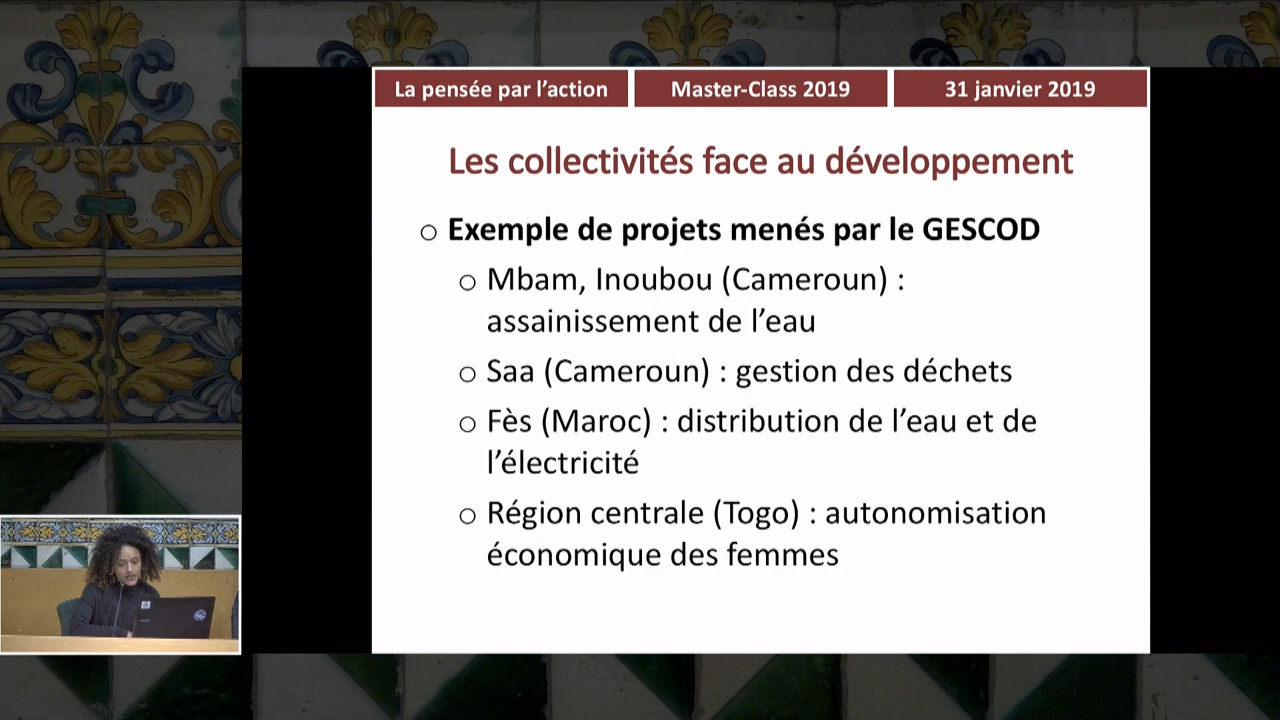 La pensée par l’action
Master-Class 2019
31 janvier 2019
Les collectivités face au développement
o Exemple de projets menés par le GESCOD
o Mbam, Inoubou (Cameroun) :
assainissement de l’eau
o Saa (Cameroun) : gestion des déchets
o Fès (Maroc) : distribution de l’eau et de
l’électricité
o Région centrale (Togo) : autonomisation
économique des femmes